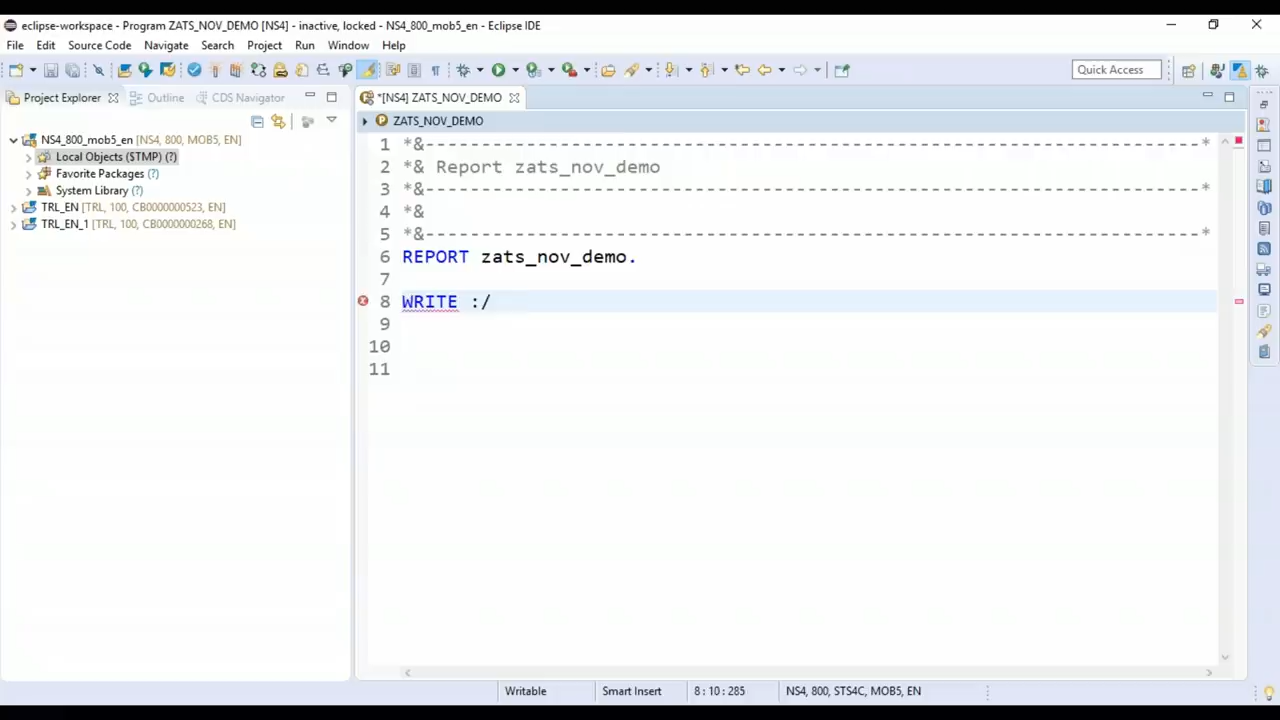 eclipse-workspace - Program ZATS_NOV_DEMO [NS4] - inactive, locked - NS4_800_mob5_en - Eclipse IDE
File Edit Source Code Navigate Search Project Run Window Help
Quick Access
Project Explorer Outline CDS Navigator
*[NS4] ZATS_NOV_DEMO
ZATS_NOV_DEMO
NS4_800_mob5_en [NS4, 800, MOB5, EN]
Local Objects ($TMP) (?)
Favorite Packages (?)
System Library (?)
TRL_EN [TRL, 100, CB0000000523, EN]
TRL_EN_1 [TRL, 100, CB0000000268, EN]
1 *&---------------------------------------------------------------------*
2 *& Report zats_nov_demo
3 *&---------------------------------------------------------------------*
4 *&
5 *&---------------------------------------------------------------------*
6 REPORT zats_nov_demo.
7
8 WRITE :/
9
10
11
Writable Smart Insert 8 : 10 : 285 NS4, 800, STS4C, MOB5, EN